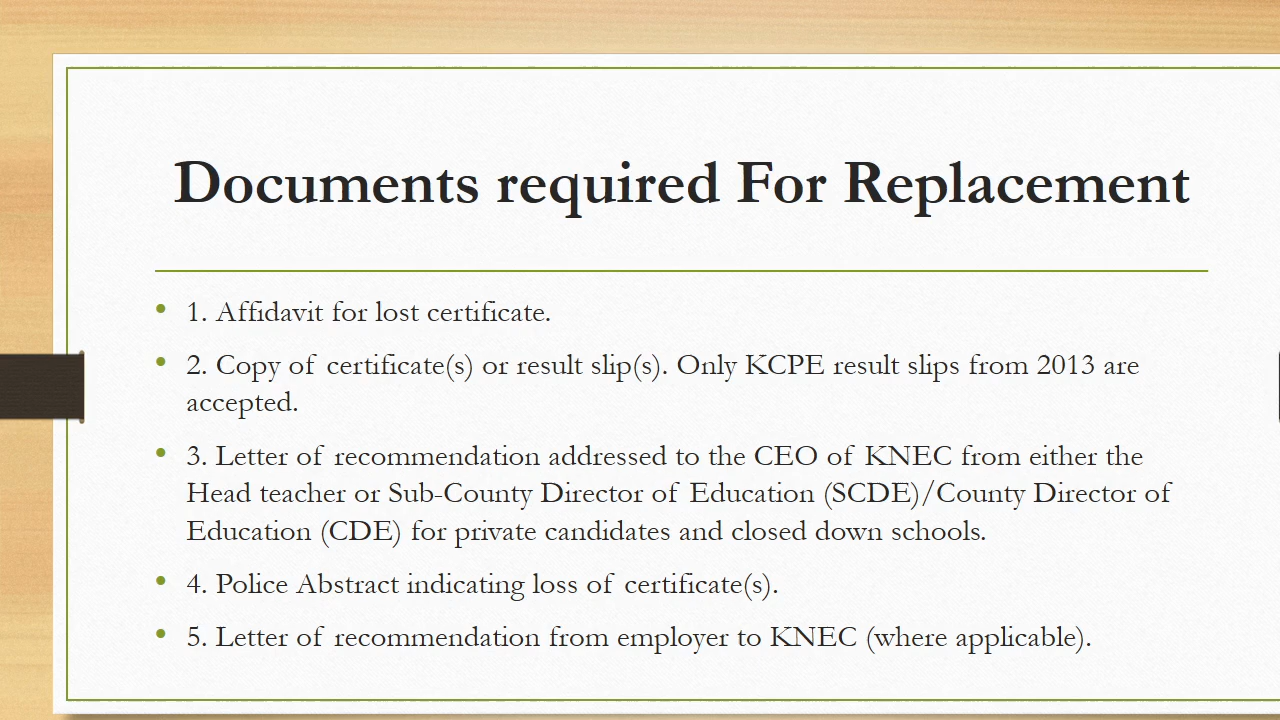 Documents required For Replacement
• 1. Affidavit for lost certificate.
• 2. Copy of certificate(s) or result slip(s). Only KCPE result slips from 2013 are
accepted.
• 3. Letter of recommendation addressed to the CEO of KNEC from either the
Head teacher or Sub-County Director of Education (SCDE)/County Director of
Education (CDE) for private candidates and closed down schools.
• 4. Police Abstract indicating loss of certificate(s).
• 5. Letter of recommendation from employer to KNEC (where applicable).